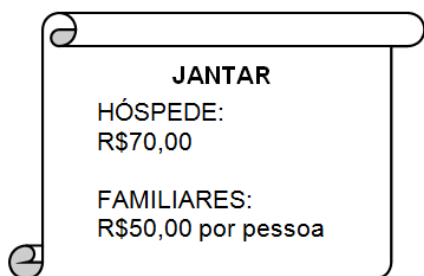 JANTAR
HÓSPEDE:
R$70,00
FAMILIARES:
R$50,00 por pessoa